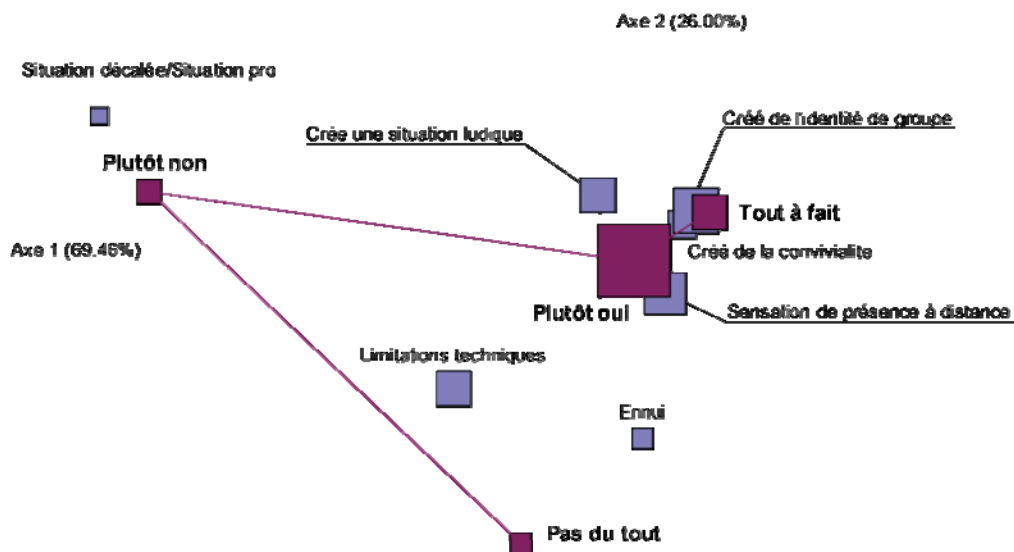 Axe 2 (26.00%)
Situation décalée/Situation pro
Créé de l'identité de groupe
Crée une situation ludique
Plutôt non
Tout à fait
Axe 1 (69.46%)
Créé de la convivialite
Plutôt oui
Sensation de présence à distance
Limitations techniques
Ennui
Pas du tout